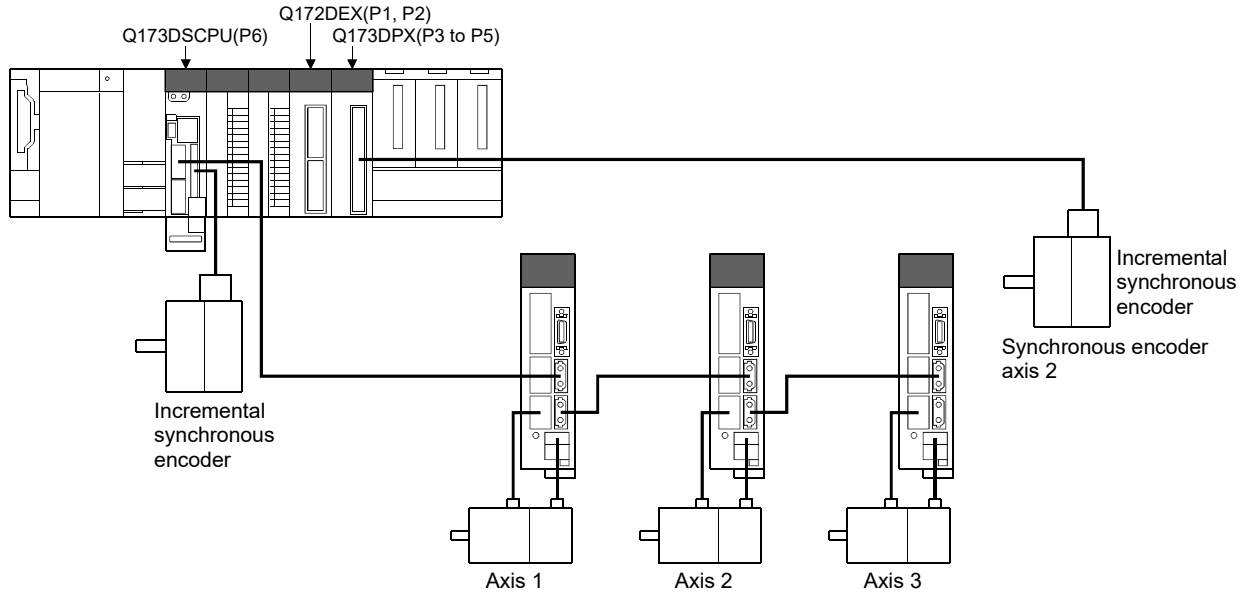 Q172DEX(P1, P2)
Q173DSCPU(P6)
Q173DPX(P3 to P5)
Incremental
synchronous
encoder
Synchronous encoder
axis 2
Incremental
synchronous
encoder
Axis 1
Axis 2
Axis 3